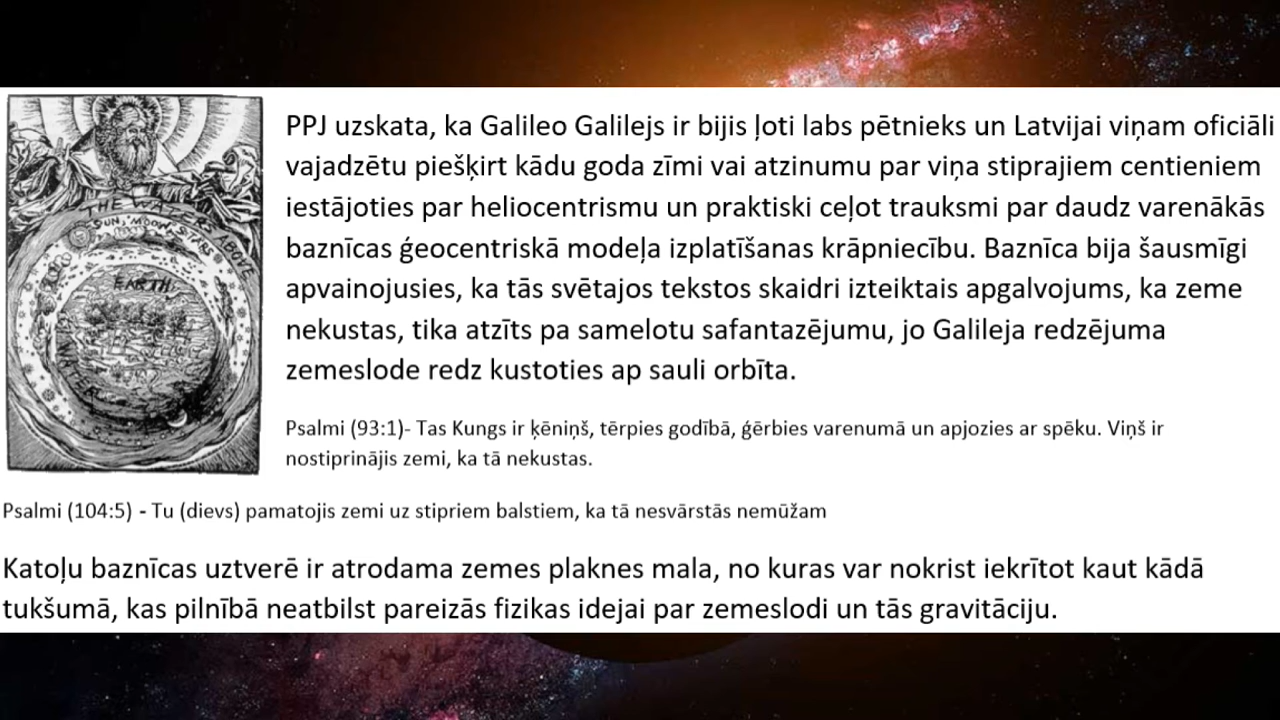 THE WATERS ABOVE
SUN, MOON, STARS
EARTH
WATER
PPJ uzskata, ka Galileo Galilejs ir bijis ļoti labs pētnieks un Latvijai viņam oficiāli
vajadzētu piešķirt kādu goda zīmi vai atzinumu par viņa stiprajiem centieniem
iestājoties par heliocentrismu un praktiski ceļot trauksmi par daudz varenākās
baznīcas ģeocentriskā modeļa izplatīšanas krāpniecību. Baznīca bija šausmīgi
apvainojusies, ka tās svētajos tekstos skaidri izteiktais apgalvojums, ka zeme
nekustas, tika atzīts pa samelotu safantazējumu, jo Galileja redzējuma
zemeslode redz kustoties ap sauli orbīta.
Psalmi (93:1)- Tas Kungs ir ķēniņš, tērpies godībā, ģērbies varenumā un apjozies ar spēku. Viņš ir
nostiprinājis zemi, ka tā nekustas.
Psalmi (104:5) - Tu (dievs) pamatojis zemi uz stipriem balstiem, ka tā nesvārstās nemūžam
Katoļu baznīcas uztverē ir atrodama zemes plaknes mala, no kuras var nokrist iekrītot kaut kādā
tukšumā, kas pilnībā neatbilst pareizās fizikas idejai par zemeslodi un tās gravitāciju.